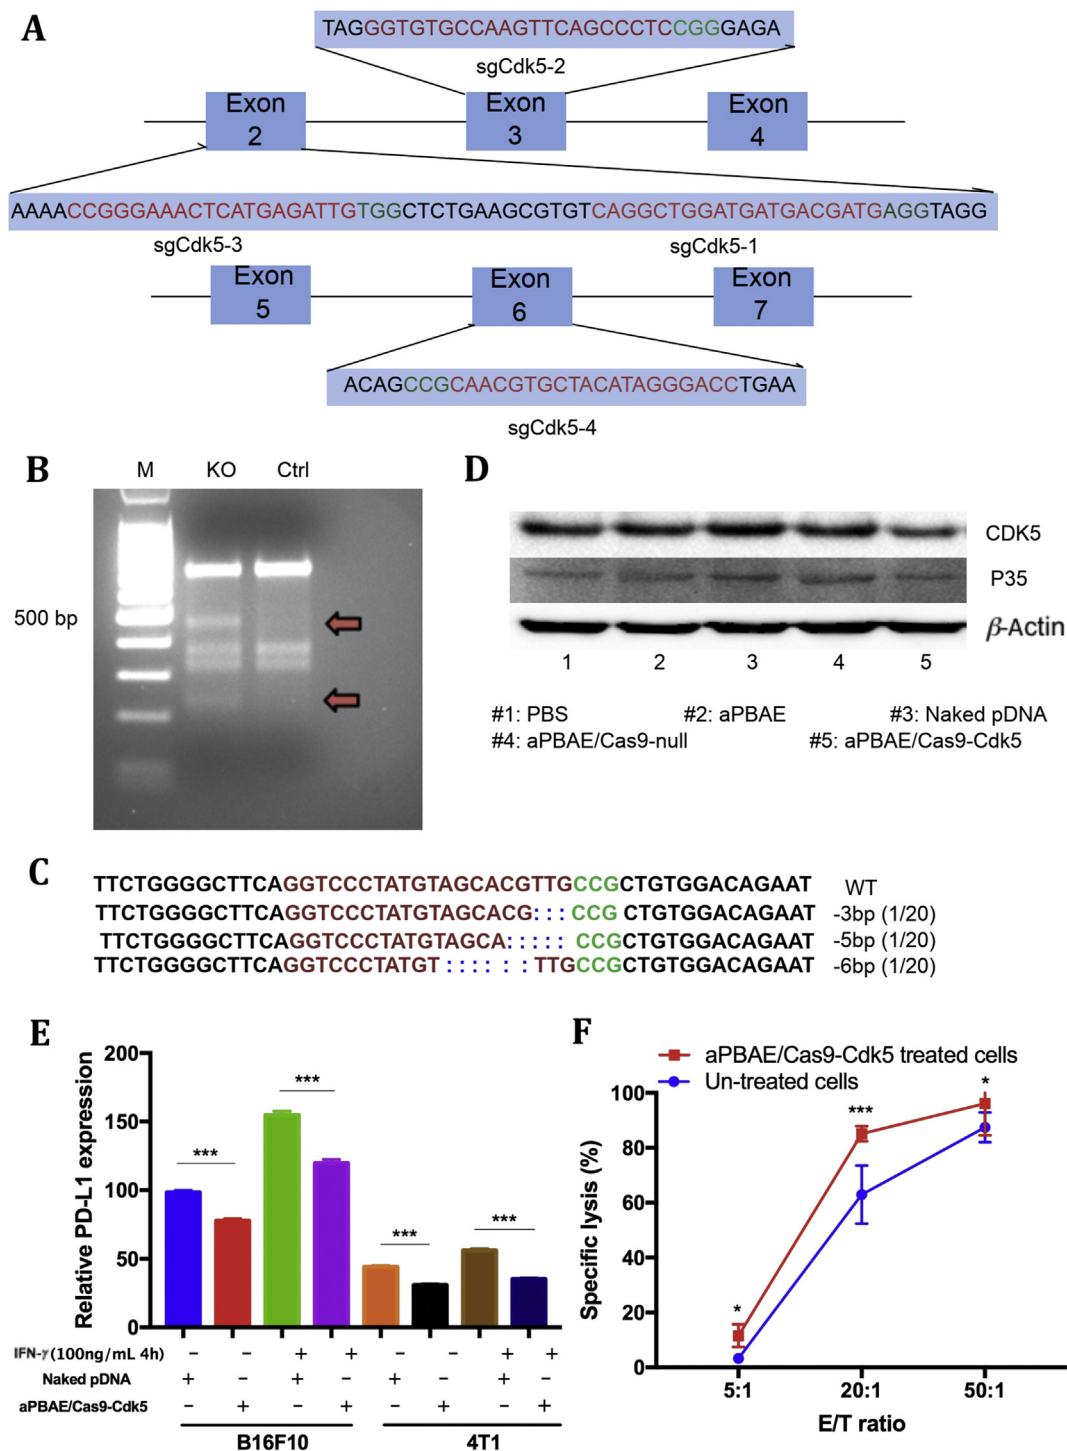 A
TAGGGTGTGCCAAGTTCAGCCCTCCGGGAGA
sgCdk5-2
Exon 2
Exon 3
Exon 4
AAAACCGGGAAACTCATGAGATTGTGGCTCTGAAGCGTGTCAGGCTGGATGATGACGATGAGGTAGG
sgCdk5-3
sgCdk5-1
Exon 5
Exon 6
Exon 7
ACAGCCGCAACGTGCTACATAGGGACCTGAA
sgCdk5-4
B
M KO Ctrl
500 bp
D
CDK5
P35
β-Actin
1 2 3 4 5
#1: PBS #2: aPBAE #3: Naked pDNA
#4: aPBAE/Cas9-null #5: aPBAE/Cas9-Cdk5
C
TTCTGGGGCTTCAGGTCCCTATGTAGCACGTTGCCGCTGTGGACAGAAT WT
TTCTGGGGCTTCAGGTCCCTATGTAGCACG:::CCG CTGTGGACAGAAT -3bp (1/20)
TTCTGGGGCTTCAGGTCCCTATGTAGCA::::: CCGCTGTGGACAGAAT -5bp (1/20)
TTCTGGGGCTTCAGGTCCCTATGT :::::: TTGCCGCTGTGGACAGAAT -6bp (1/20)
E
Relative PD-L1 expression
200
150
100
50
0
*** *** *** ***
IFN-γ(100ng/mL 4h) − − + + − − + +
Naked pDNA + − + − + − + −
aPBAE/Cas9-Cdk5 − + − + − + − +
B16F10 4T1
F
aPBAE/Cas9-Cdk5 treated cells
Un-treated cells
Specific lysis (%)
100
80
60
40
20
0
* *** *
5:1 20:1 50:1
E/T ratio